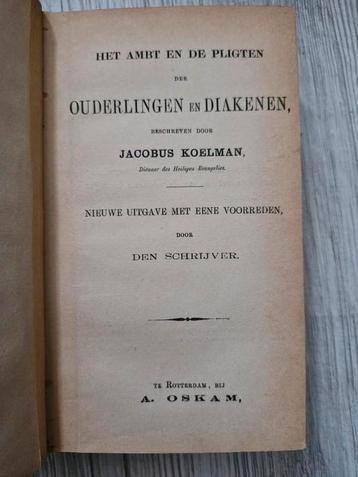 HET AMBT EN DE PLIGTEN
DER
OUDERLINGEN EN DIAKENEN,
BESCHREVEN DOOR
JACOBUS KOELMAN,
Dienaar des Heiligen Evangelies.
NIEUWE UITGAVE MET EENE VOORREDEN,
DOOR
DEN SCHRIJVER.
TE ROTTERDAM, BIJ
A. OSKAM,